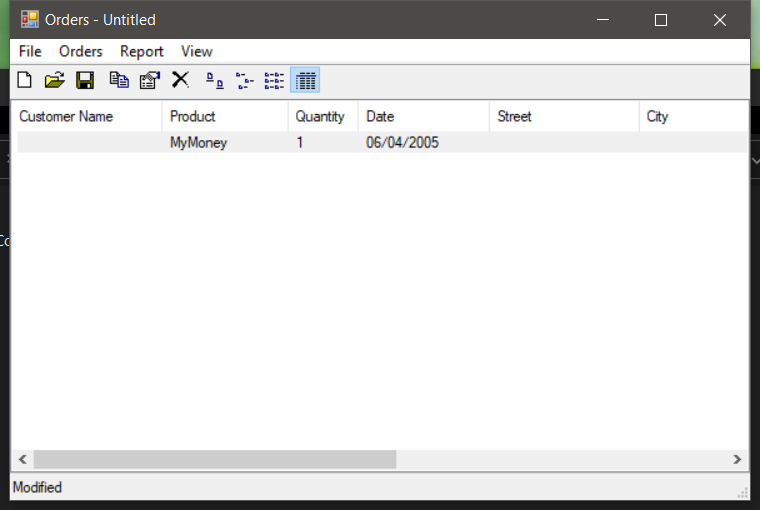 Orders - Untitled
File Orders Report View
Customer Name Product Quantity Date Street City
MyMoney 1 06/04/2005
Modified